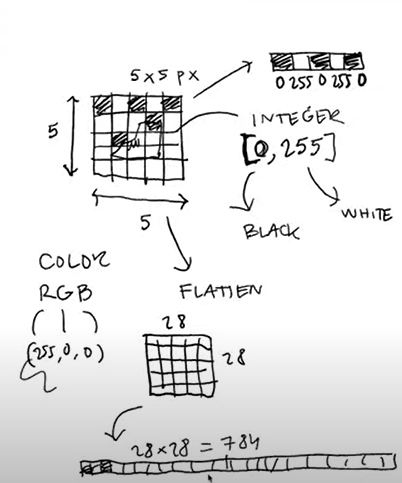 5×5 px
0 255 0 255 0
5
INTEGER
[0,255]
5
BLACK
WHITE
COLOR
RGB
(255,0,0)
FLATTEN
28
28
28×28 = 784